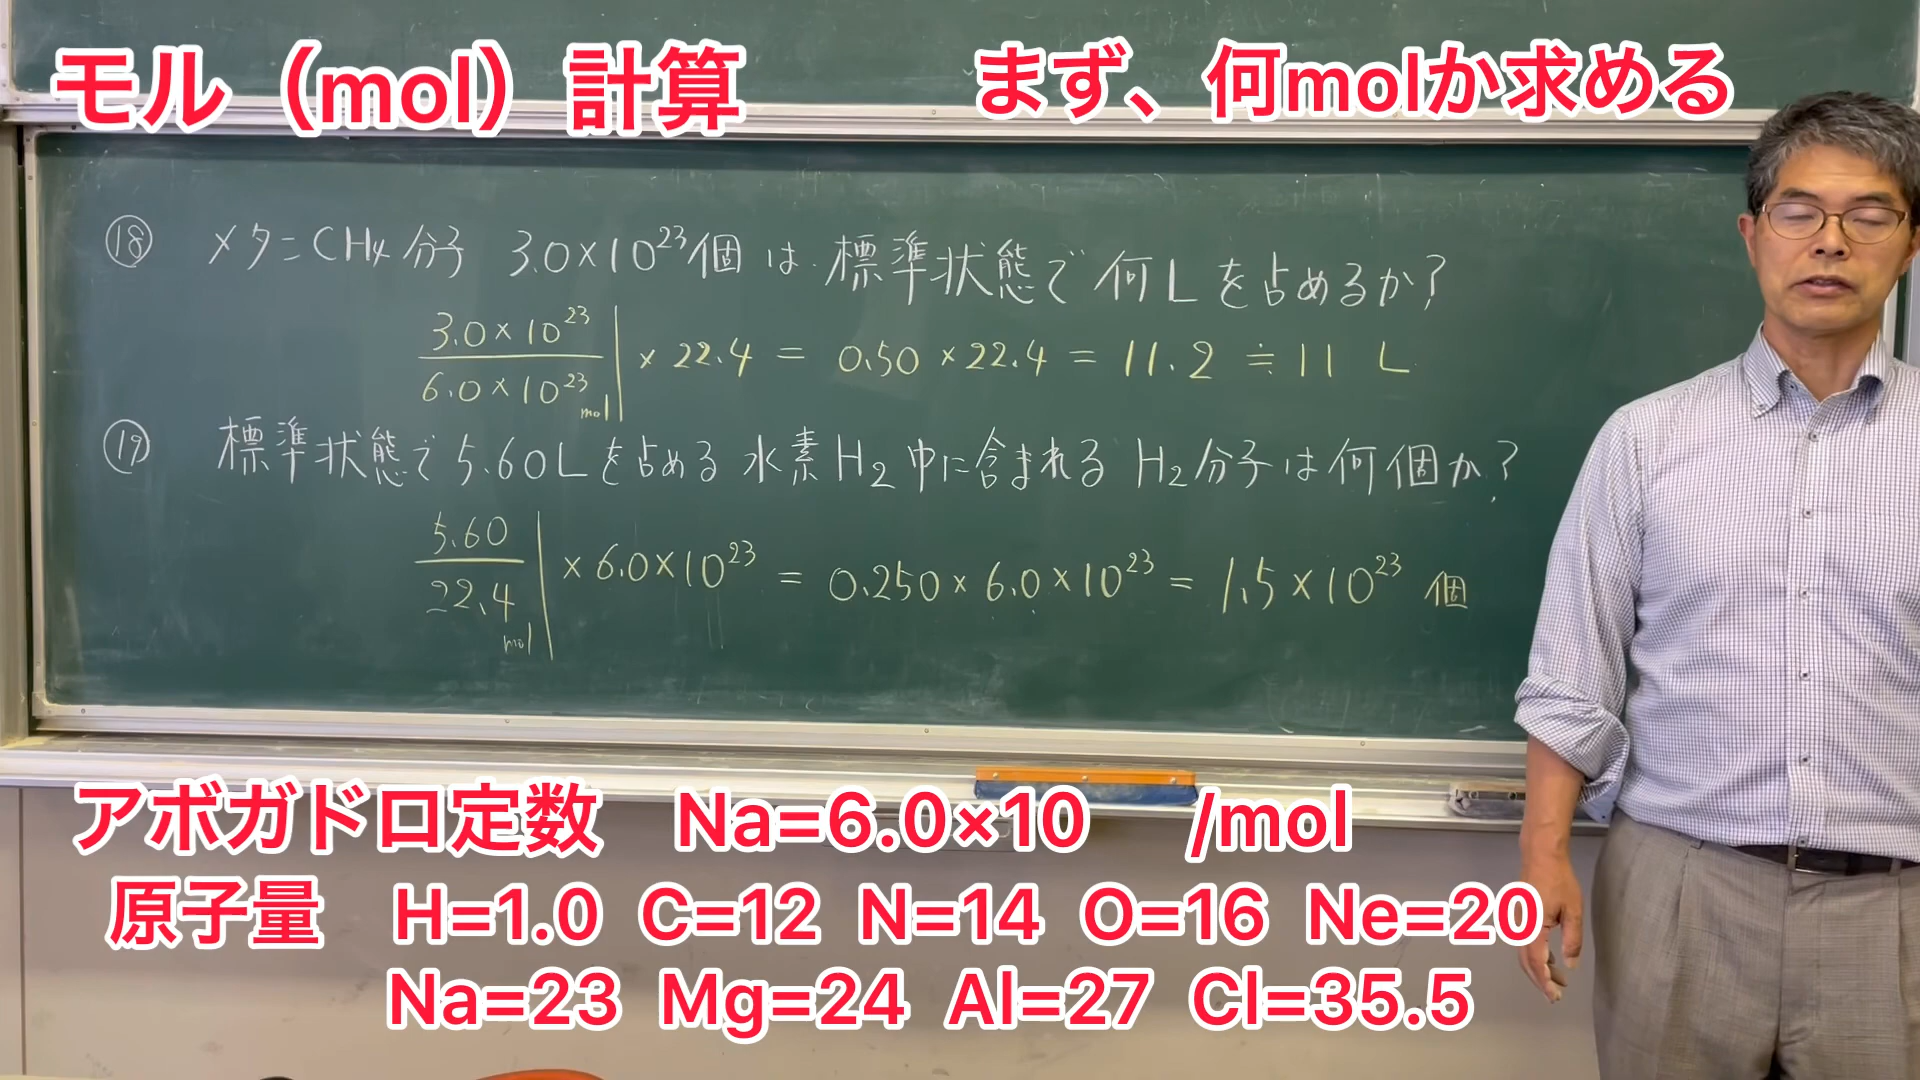 モル（mol）計算　まず、何molか求める
⑱ メタンCH4分子 3.0×10²³個は標準状態で何Lを占めるか？
3.0×10²³
6.0×10²³ mol
×22.4 = 0.50×22.4 = 11.2 ≒ 11 L
⑲ 標準状態で5.60Lを占める水素H₂中に含まれるH₂分子は何個か？
5.60
22.4 mol
×6.0×10²³ = 0.250×6.0×10²³ = 1.5×10²³ 個
アボガドロ定数　Na=6.0×10　/mol
原子量　H=1.0 C=12 N=14 O=16 Ne=20
Na=23 Mg=24 Al=27 Cl=35.5